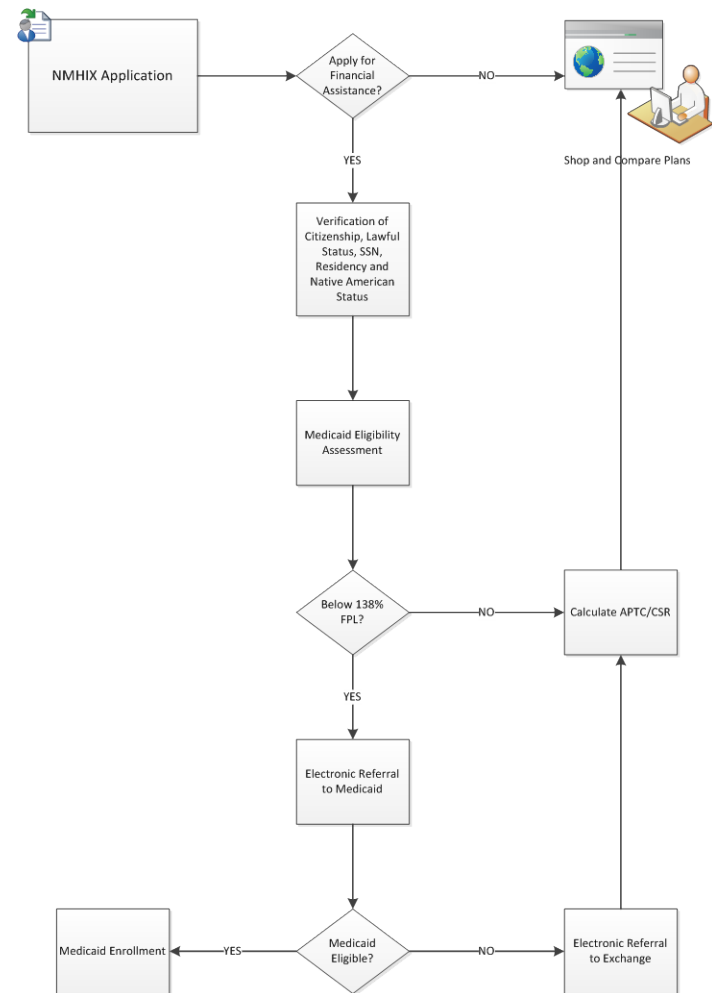 NMHIX Application
Apply for
Financial
Assistance?
NO
Shop and Compare Plans
YES
Verification of
Citizenship, Lawful
Status, SSN,
Residency and
Native American
Status
Medicaid Eligibility
Assessment
Below 138%
FPL?
NO
Calculate APTC/CSR
YES
Electronic Referral
to Medicaid
Medicaid Enrollment
YES
Medicaid
Eligible?
NO
Electronic Referral
to Exchange